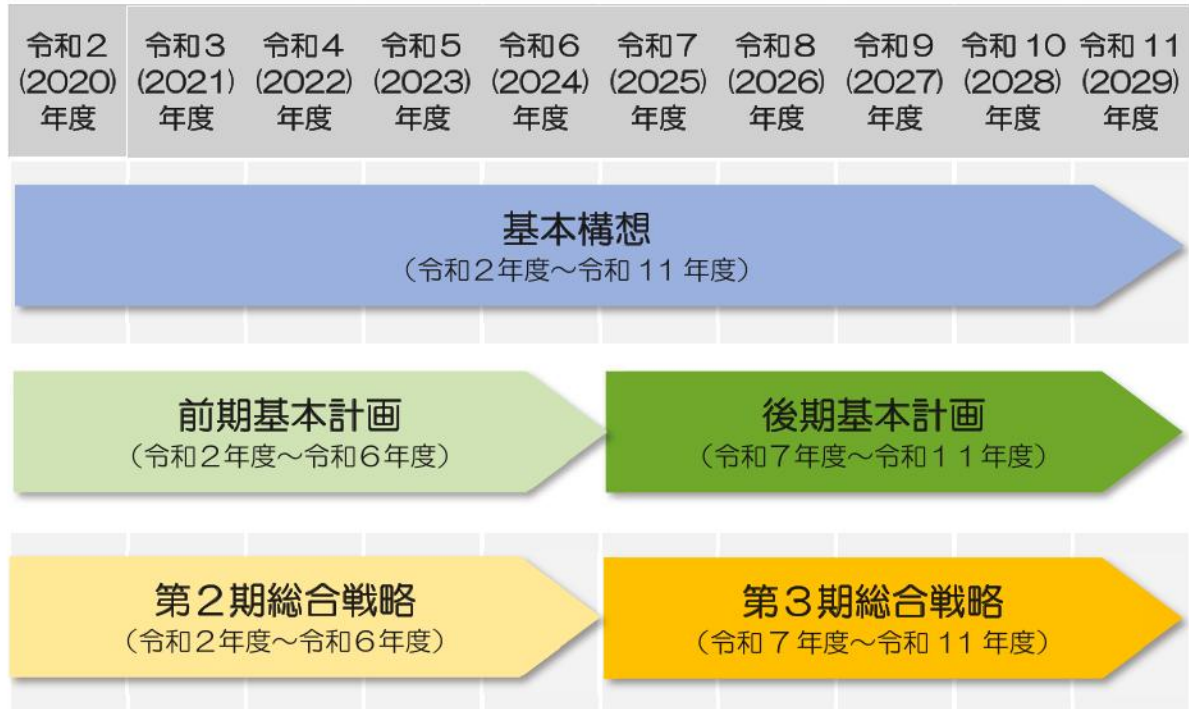 令和2 令和3 令和4 令和5 令和6 令和7 令和8 令和9 令和 10 令和 11
(2020) (2021) (2022) (2023) (2024) (2025) (2026) (2027) (2028) (2029)
年度 年度 年度 年度 年度 年度 年度 年度 年度 年度
基本構想
（令和２年度～令和 11 年度）
前期基本計画
（令和２年度～令和６年度）
後期基本計画
（令和７年度～令和１１年度）
第２期総合戦略
（令和２年度～令和６年度）
第３期総合戦略
（令和７年度～令和 11 年度）